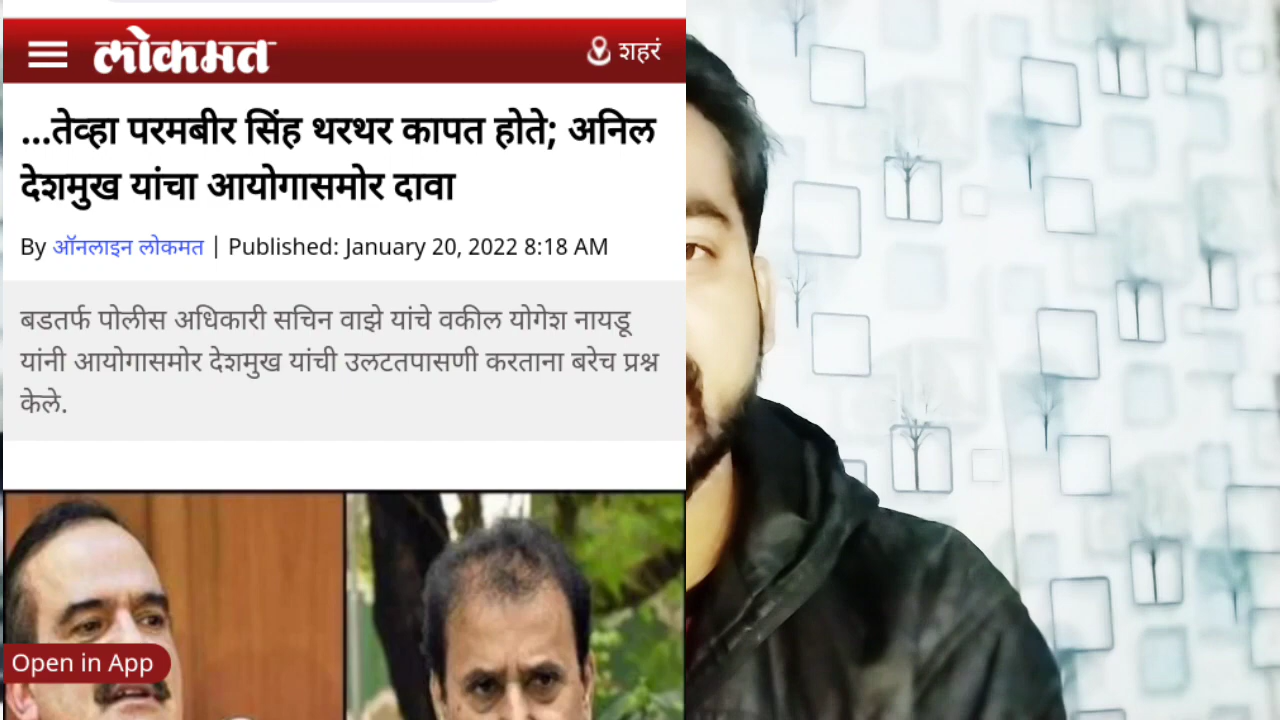 लोकमत
शहरं
...तेव्हा परमबीर सिंह थरथर कापत होते; अनिल
देशमुख यांचा आयोगासमोर दावा
By ऑनलाइन लोकमत | Published: January 20, 2022 8:18 AM
बडतर्फ पोलीस अधिकारी सचिन वाझे यांचे वकील योगेश नायडू
यांनी आयोगासमोर देशमुख यांची उलटतपासणी करताना बरेच प्रश्न
केले.
Open in App